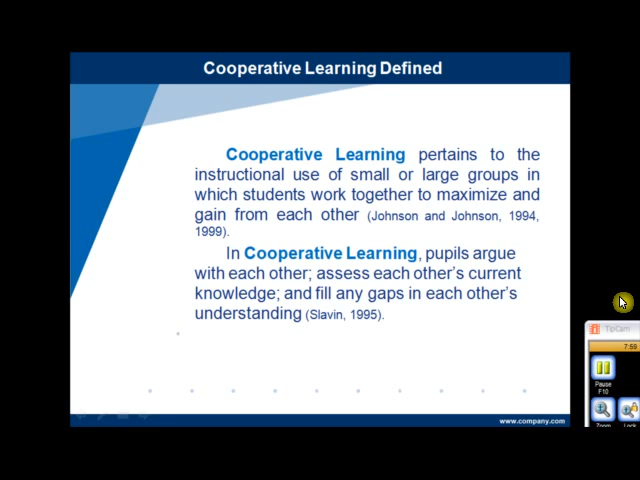 Cooperative Learning Defined
Cooperative Learning pertains to the
instructional use of small or large groups in
which students work together to maximize and
gain from each other (Johnson and Johnson, 1994,
1999).
In Cooperative Learning, pupils argue
with each other; assess each other's current
knowledge; and fill any gaps in each other's
understanding (Slavin, 1995).
TipCam
7:59
Pause
F10
Zoom
Lock
www.company.com